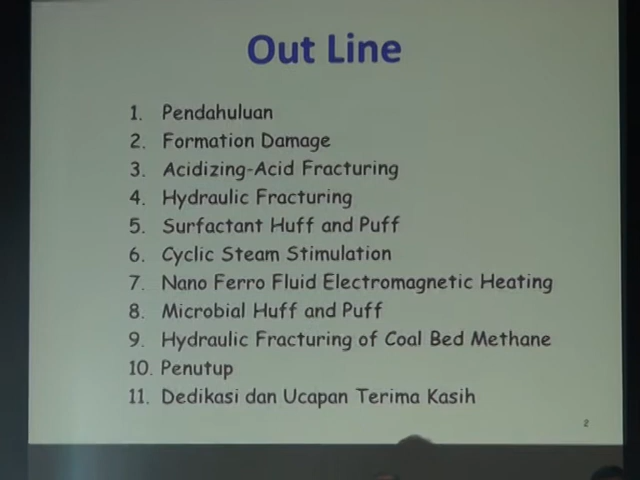 Out Line
1. Pendahuluan
2. Formation Damage
3. Acidizing-Acid Fracturing
4. Hydraulic Fracturing
5. Surfactant Huff and Puff
6. Cyclic Steam Stimulation
7. Nano Ferro Fluid Electromagnetic Heating
8. Microbial Huff and Puff
9. Hydraulic Fracturing of Coal Bed Methane
10. Penutup
11. Dedikasi dan Ucapan Terima Kasih
2